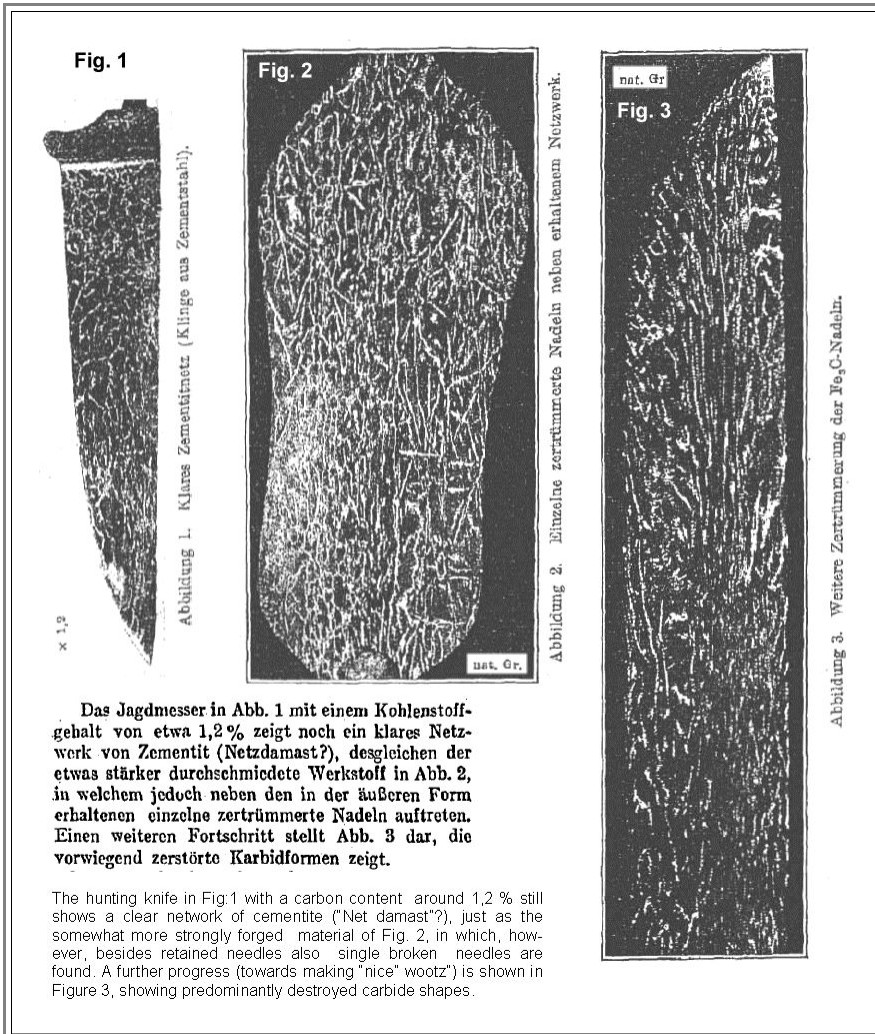 Fig. 1
Fig. 2
nat. Gr
Fig. 3
Abbildung 1. Klares Zementitnetz (Klinge aus Zementstahl).
× 1,2
Abbildung 2. Einzelne zertrümmerte Nadeln neben erhaltenem Netzwerk.
nat. Gr.
Abbildung 3. Weitere Zertrümmerung der Fe₃C-Nadeln.
Das Jagdmesser in Abb. 1 mit einem Kohlenstoff-
gehalt von etwa 1,2 % zeigt noch ein klares Netz-
werk von Zementit (Netzdamast?), desgleichen der
etwas stärker durchschmiedete Werkstoff in Abb. 2,
in welchem jedoch neben den in der äußeren Form
erhaltenen einzelne zertrümmerte Nadeln auftreten.
Einen weiteren Fortschritt stellt Abb. 3 dar, die
vorwiegend zerstörte Karbidformen zeigt.
The hunting knife in Fig:1 with a carbon content around 1,2 % still
shows a clear network of cementite ("Net damast"?), just as the
somewhat more strongly forged material of Fig. 2, in which, how-
ever, besides retained needles also single broken needles are
found. A further progress (towards making "nice" wootz") is shown in
Figure 3, showing predominantly destroyed carbide shapes.